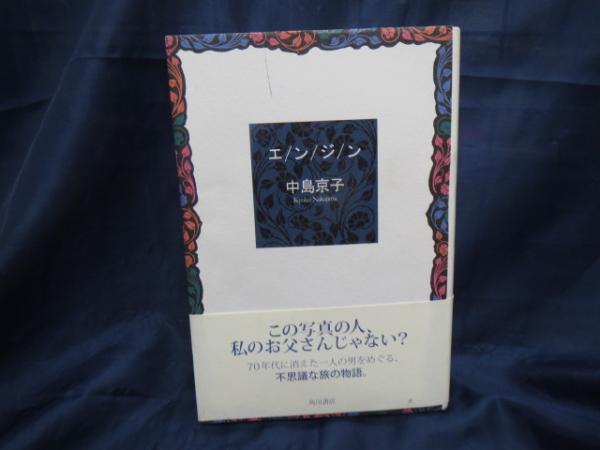 エ/ン/ジ/ン
中島京子
Kyoko Nakajima
この写真の人、
私のお父さんじゃない?
70年代に消えた一人の男をめぐる、
不思議な旅の物語。
角川書店